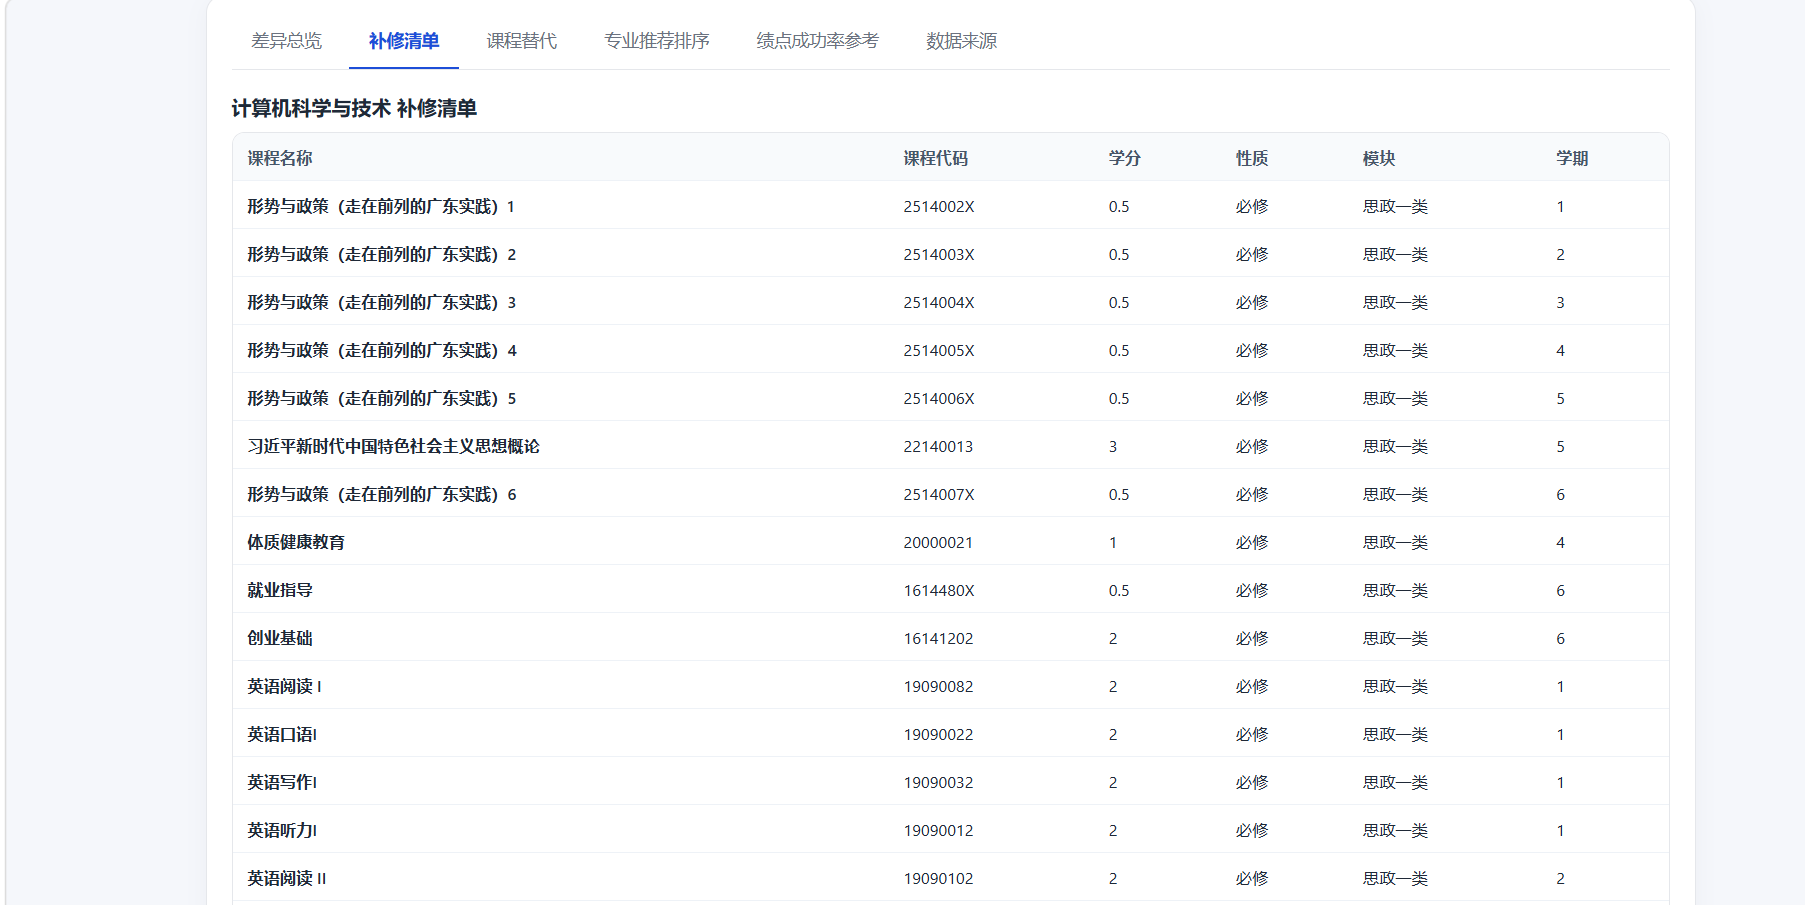 差异总览 补修清单 课程替代 专业推荐排序 绩点成功率参考 数据来源
计算机科学与技术 补修清单
课程名称 课程代码 学分 性质 模块 学期
形势与政策（走在前列的广东实践）1 2514002X 0.5 必修 思政一类 1
形势与政策（走在前列的广东实践）2 2514003X 0.5 必修 思政一类 2
形势与政策（走在前列的广东实践）3 2514004X 0.5 必修 思政一类 3
形势与政策（走在前列的广东实践）4 2514005X 0.5 必修 思政一类 4
形势与政策（走在前列的广东实践）5 2514006X 0.5 必修 思政一类 5
习近平新时代中国特色社会主义思想概论 22140013 3 必修 思政一类 5
形势与政策（走在前列的广东实践）6 2514007X 0.5 必修 思政一类 6
体质健康教育 20000021 1 必修 思政一类 4
就业指导 1614480X 0.5 必修 思政一类 6
创业基础 16141202 2 必修 思政一类 6
英语阅读 I 19090082 2 必修 思政一类 1
英语口语I 19090022 2 必修 思政一类 1
英语写作I 19090032 2 必修 思政一类 1
英语听力I 19090012 2 必修 思政一类 1
英语阅读 II 19090102 2 必修 思政一类 2